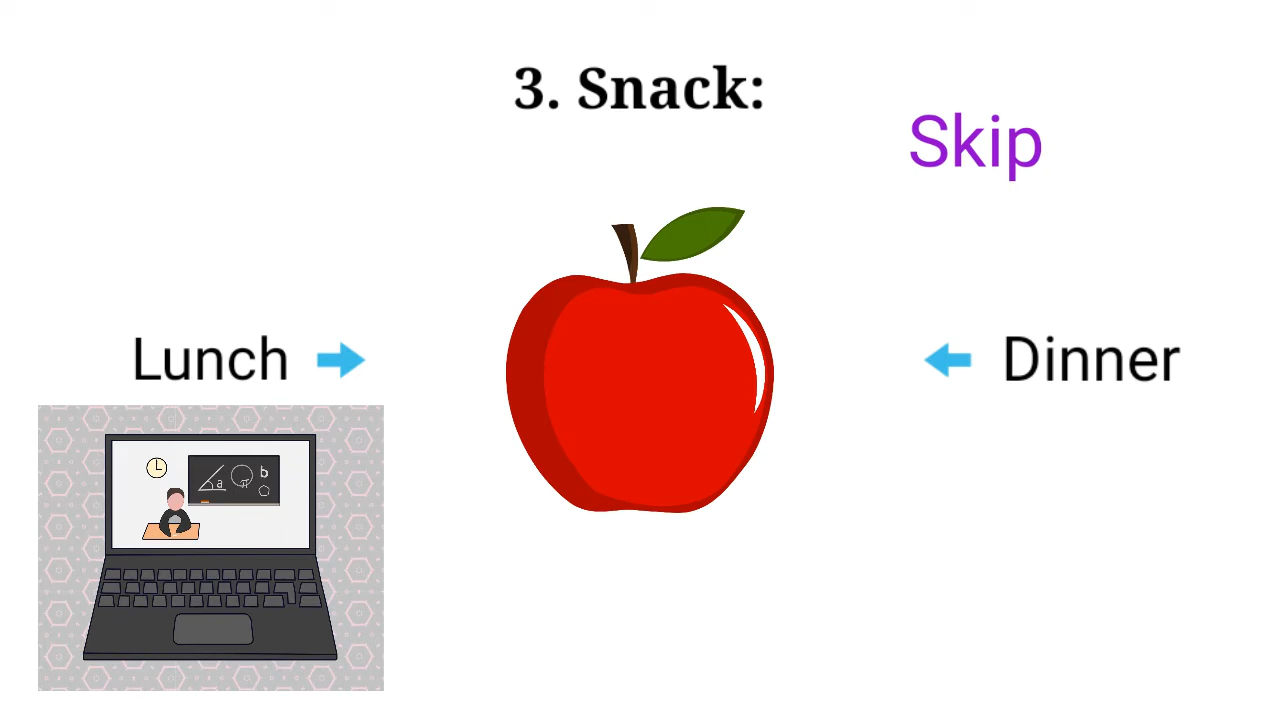 3. Snack:
Skip
Lunch
Dinner
a
b